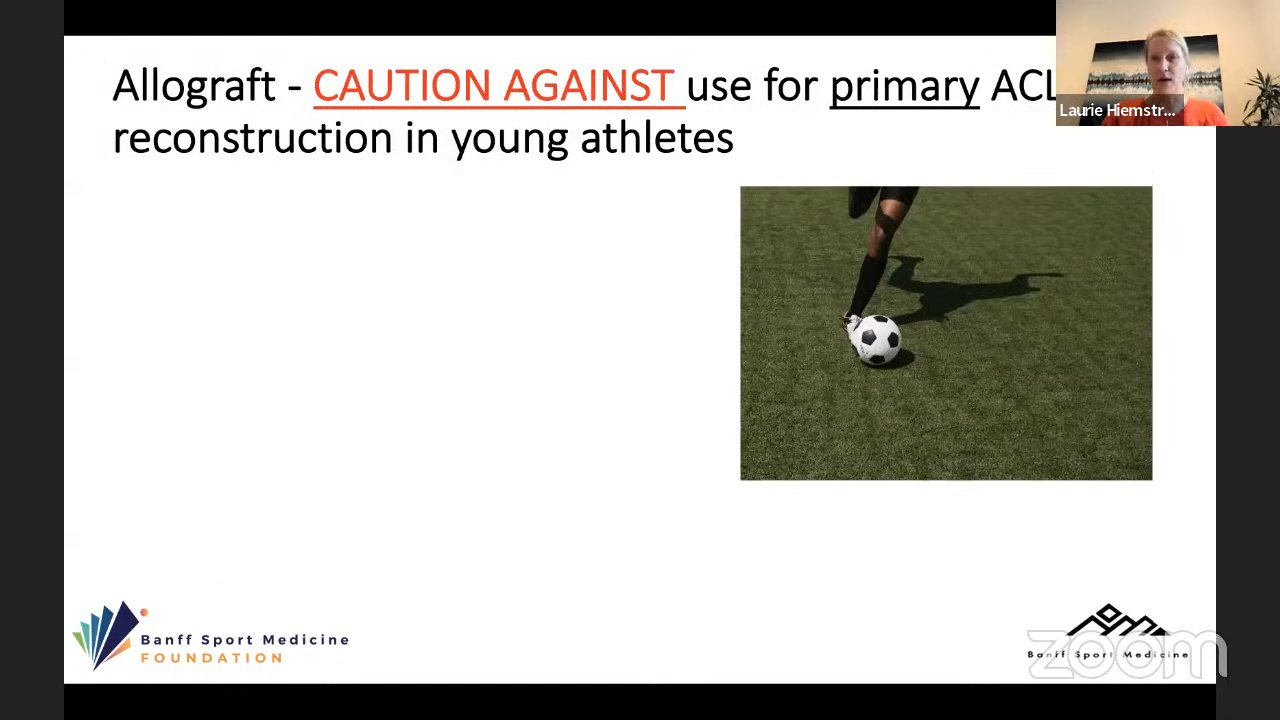 Allograft - CAUTION AGAINST use for primary ACL
reconstruction in young athletes
Laurie Hiemstr...
Banff Sport Medicine
FOUNDATION
Banff Sport Medicine
zoom